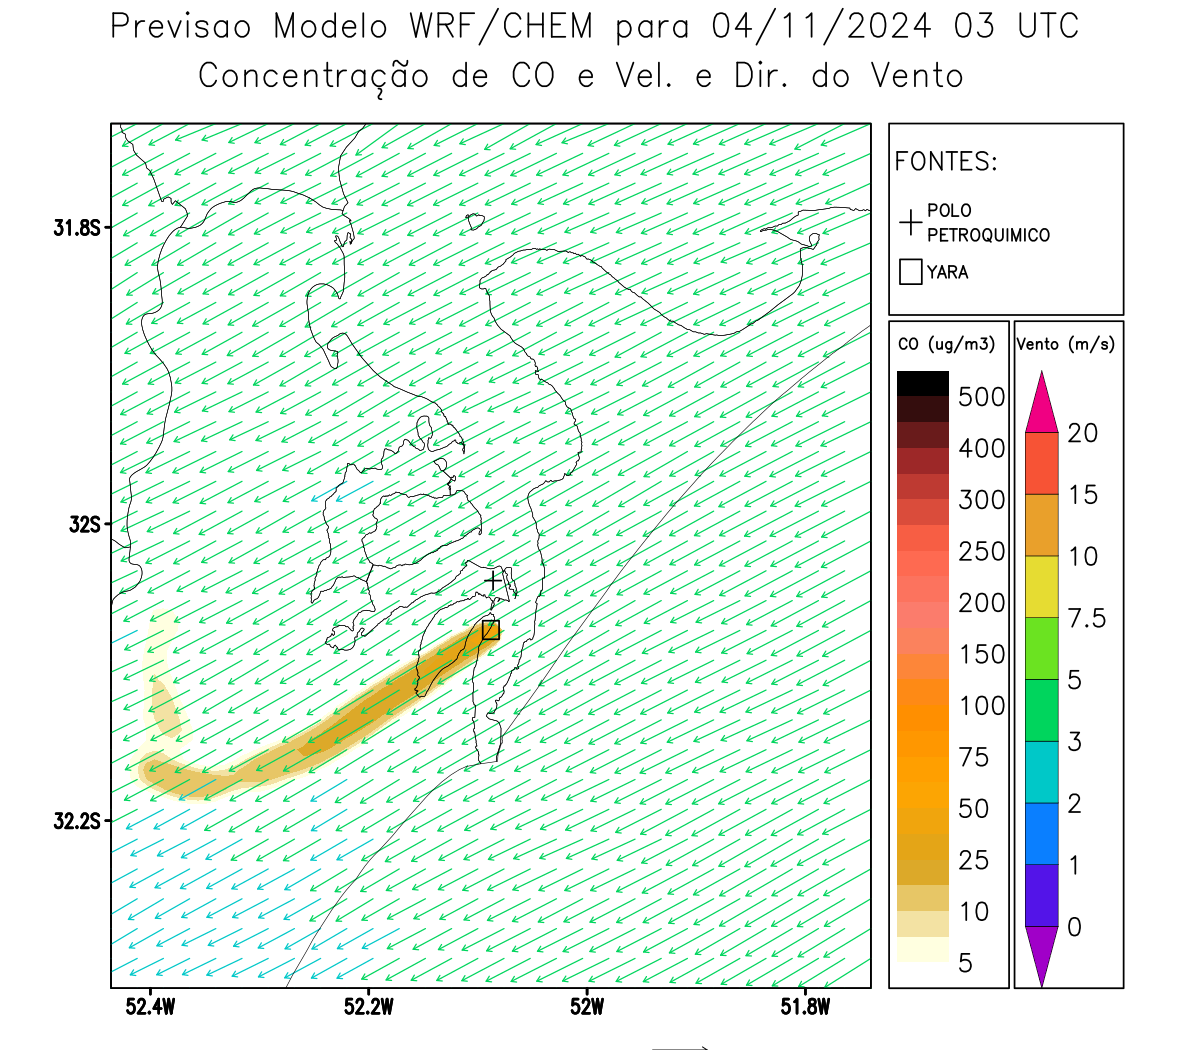 Previsao Modelo WRF/CHEM para 04/11/2024 03 UTC
Concentração de CO e Vel. e Dir. do Vento
FONTES:
POLO
PETROQUIMICO
YARA
CO (ug/m3)
500
400
300
250
200
150
100
75
50
25
10
5
Vento (m/s)
20
15
10
7.5
5
3
2
1
0
31.8S
32S
32.2S
52.4W
52.2W
52W
51.8W